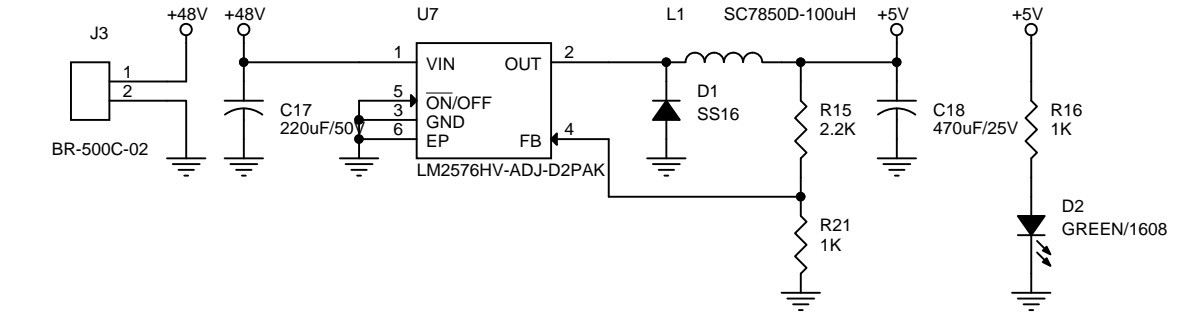 J3
+48V
+48V
1
2
BR-500C-02
C17
220uF/50V
U7
1
VIN
OUT
2
5
ON/OFF
3
GND
6
EP
FB
4
LM2576HV-ADJ-D2PAK
L1
SC7850D-100uH
D1
SS16
R15
2.2K
R21
1K
+5V
C18
470uF/25V
+5V
R16
1K
D2
GREEN/1608